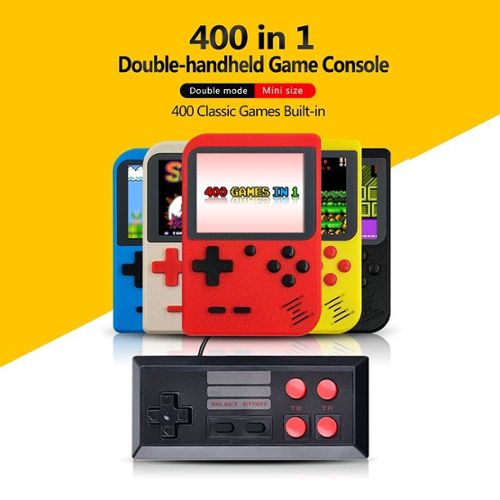 400 in 1
Double-handheld Game Console
Double mode Mini size
400 Classic Games Built-in
400 GAMES IN 1
SELECT START
TB TA